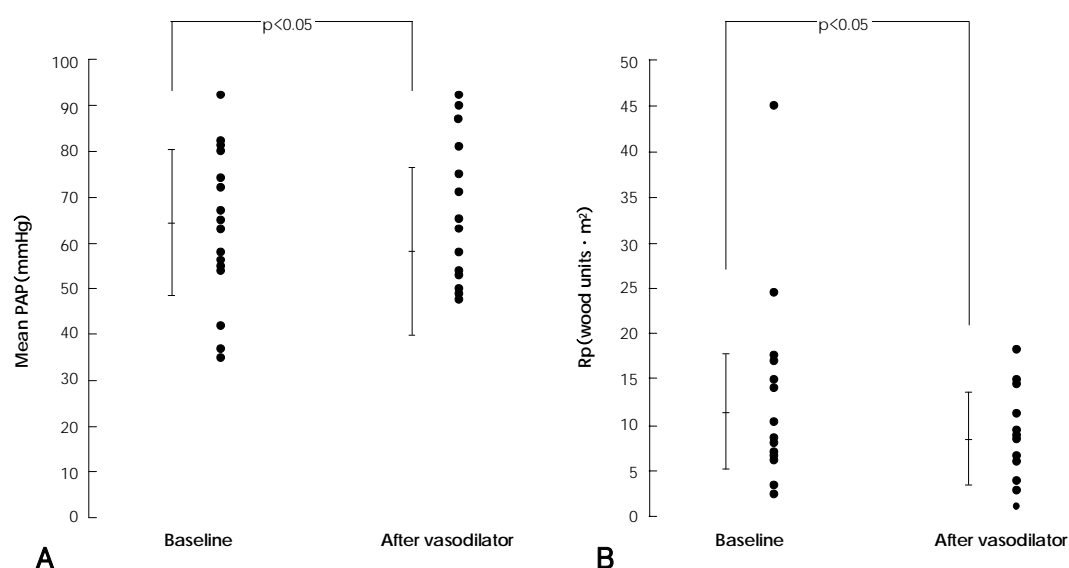 p<0.05
100
90
80
70
60
50
40
30
20
10
0
Mean PAP(mmHg)
Baseline
After vasodilator
A
p<0.05
50
45
40
35
30
25
20
15
10
5
0
Rp(wood units · m²)
Baseline
After vasodilator
B